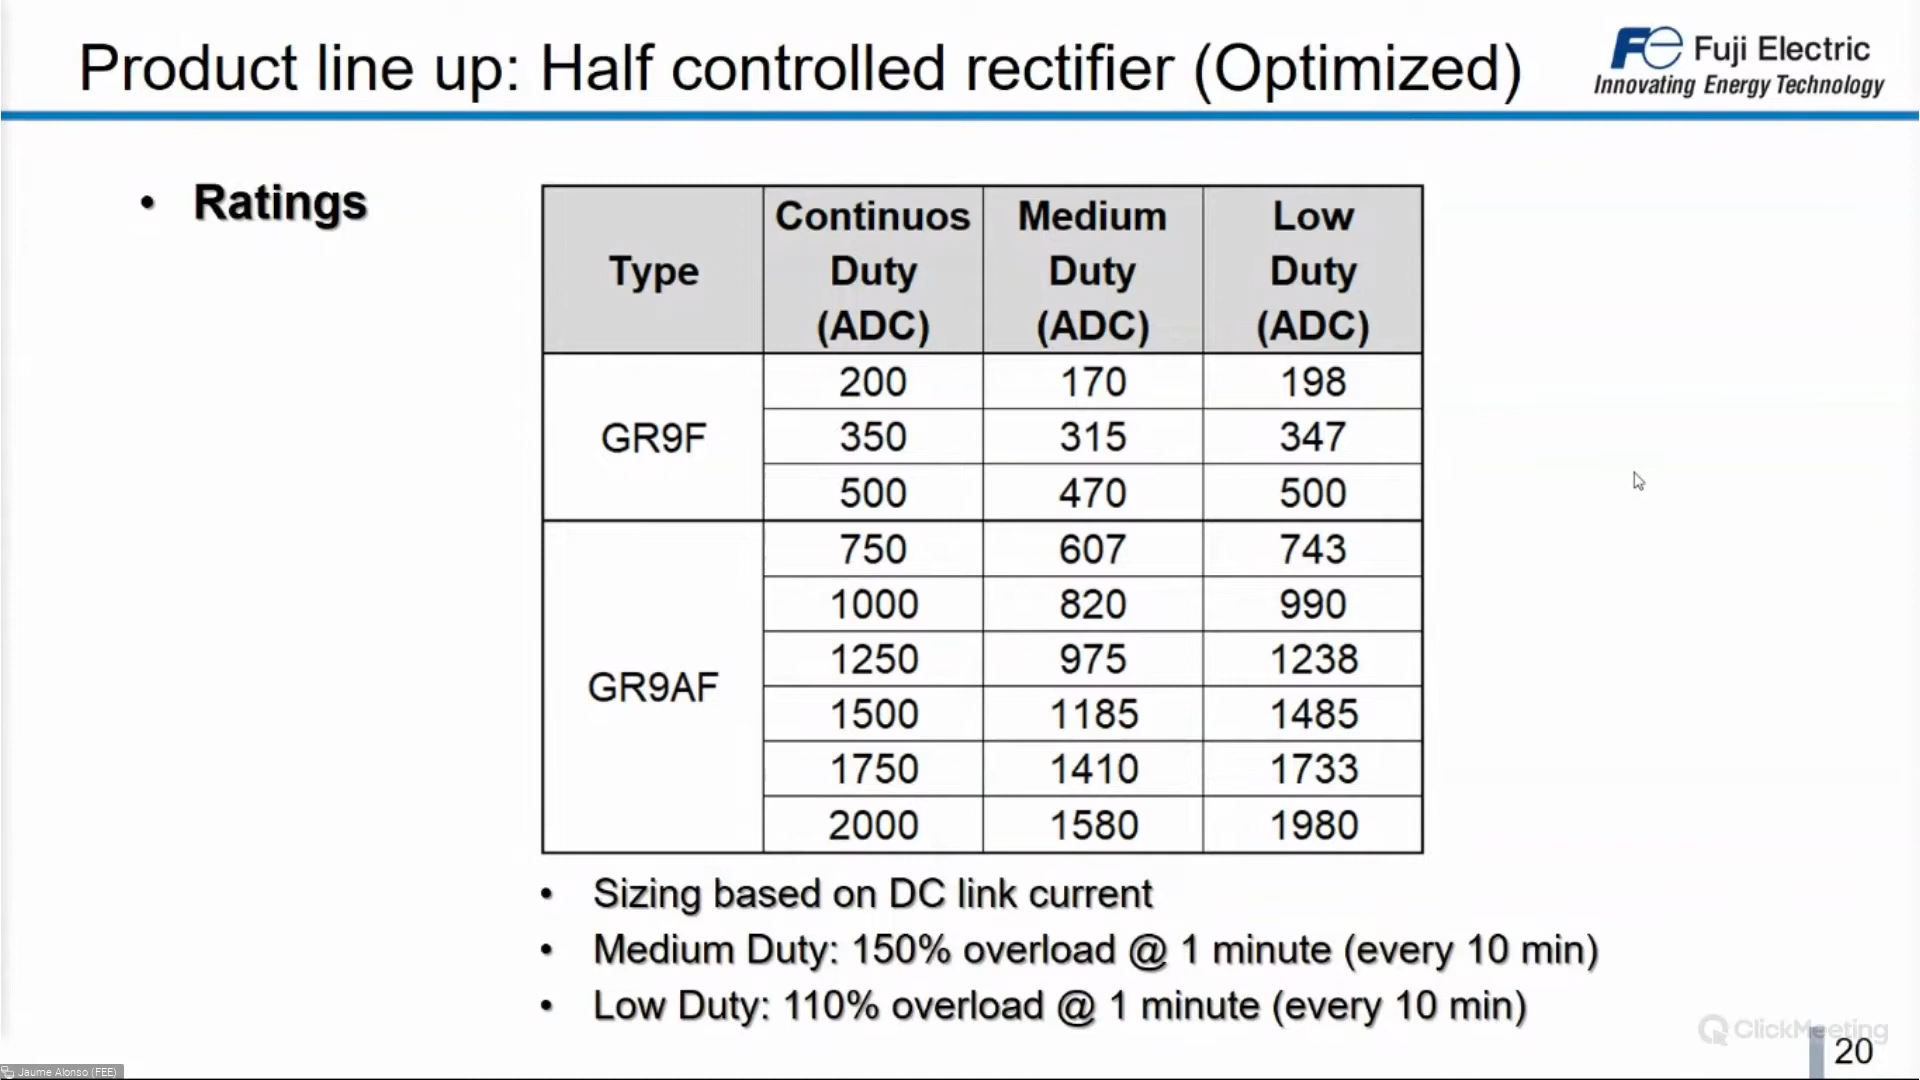 Product line up: Half controlled rectifier (Optimized)
Fe Fuji Electric
Innovating Energy Technology
• Ratings
Type
Continuos Duty (ADC)
Medium Duty (ADC)
Low Duty (ADC)
GR9F
200 170 198
350 315 347
500 470 500
GR9AF
750 607 743
1000 820 990
1250 975 1238
1500 1185 1485
1750 1410 1733
2000 1580 1980
• Sizing based on DC link current
• Medium Duty: 150% overload @ 1 minute (every 10 min)
• Low Duty: 110% overload @ 1 minute (every 10 min)
ClickMeeting
20
Jaume Alonso (FEE)